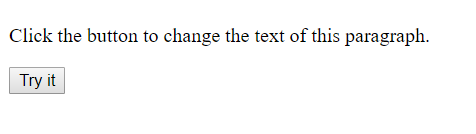 Click the button to change the text of this paragraph.
Try it